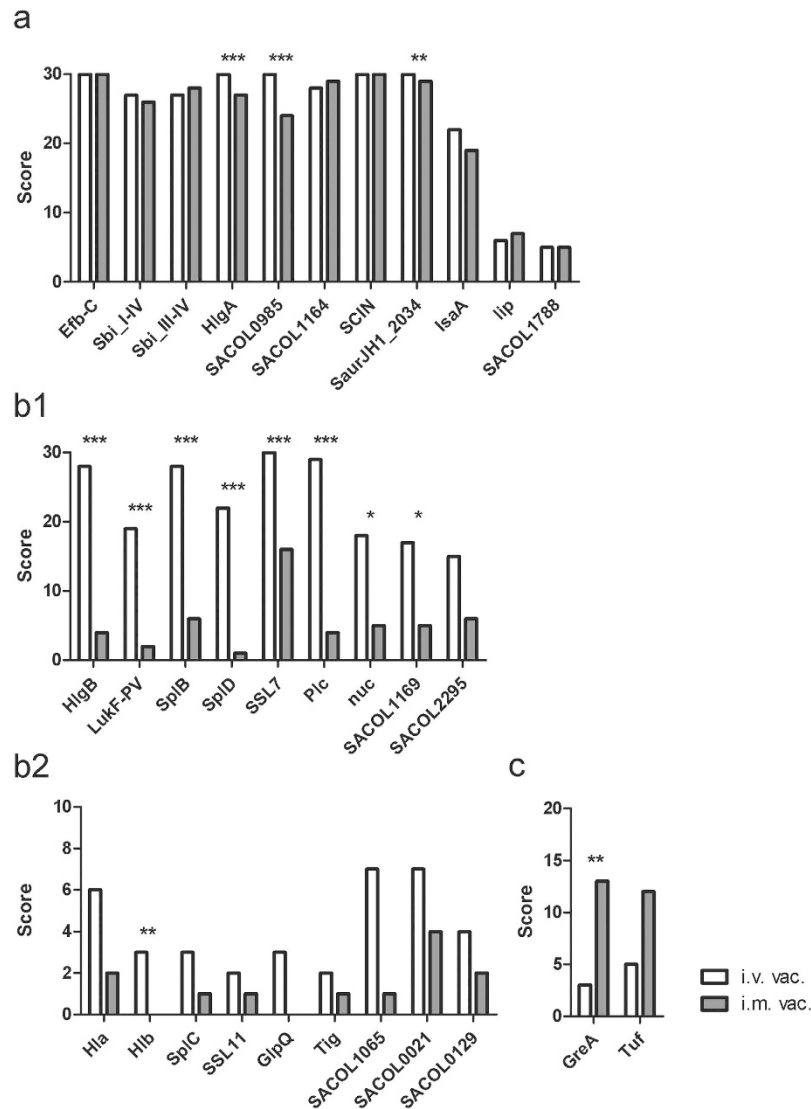 a
*** *** **
30
20
10
0
Score
Efb-C
Sbi_I-IV
Sbi_III-IV
HlgA
SACOL0985
SACOL1164
SCIN
SaurJH1_2034
IsaA
lip
SACOL1788
b1
*** *** *** *** *** * *
30
20
10
0
Score
HlgB
LukF-PV
SplB
SplD
SSL7
Plc
nuc
SACOL1169
SACOL2295
b2
**
10
8
6
4
2
0
Score
Hla
Hlb
SplC
SSL11
GlpQ
Tig
SACOL1065
SACOL0021
SACOL0129
c
**
20
15
10
5
0
Score
GreA
Tuf
i.v. vac.
i.m. vac.